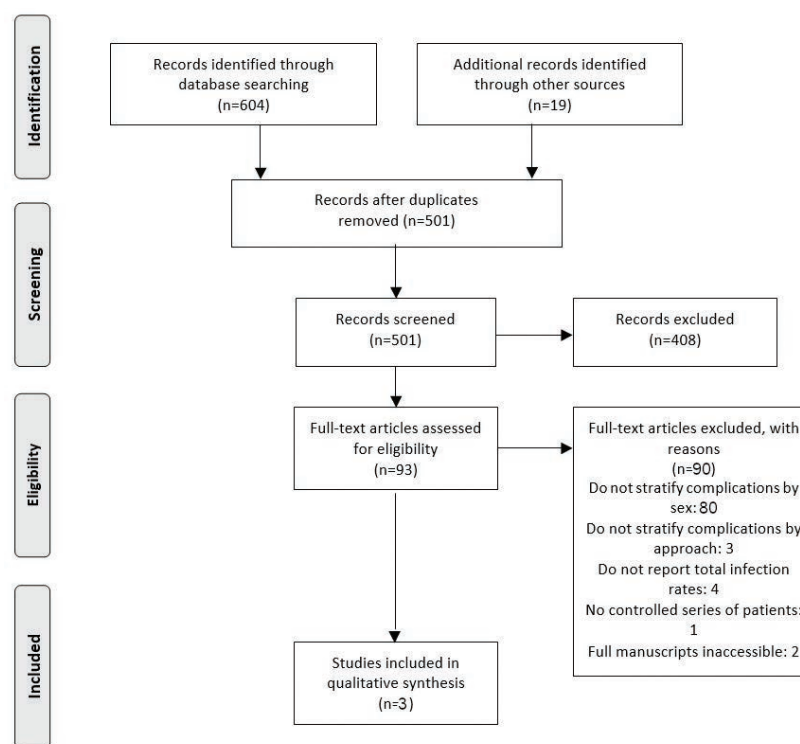 Identification
Records identified through
database searching
(n=604)
Additional records identified
through other sources
(n=19)
Records after duplicates
removed (n=501)
Screening
Records screened
(n=501)
Records excluded
(n=408)
Eligibility
Full-text articles assessed
for eligibility
(n=93)
Full-text articles excluded, with
reasons
(n=90)
Do not stratify complications by
sex: 80
Do not stratify complications by
approach: 3
Do not report total infection
rates: 4
No controlled series of patients:
1
Full manuscripts inaccessible: 2
Included
Studies included in
qualitative synthesis
(n=3)